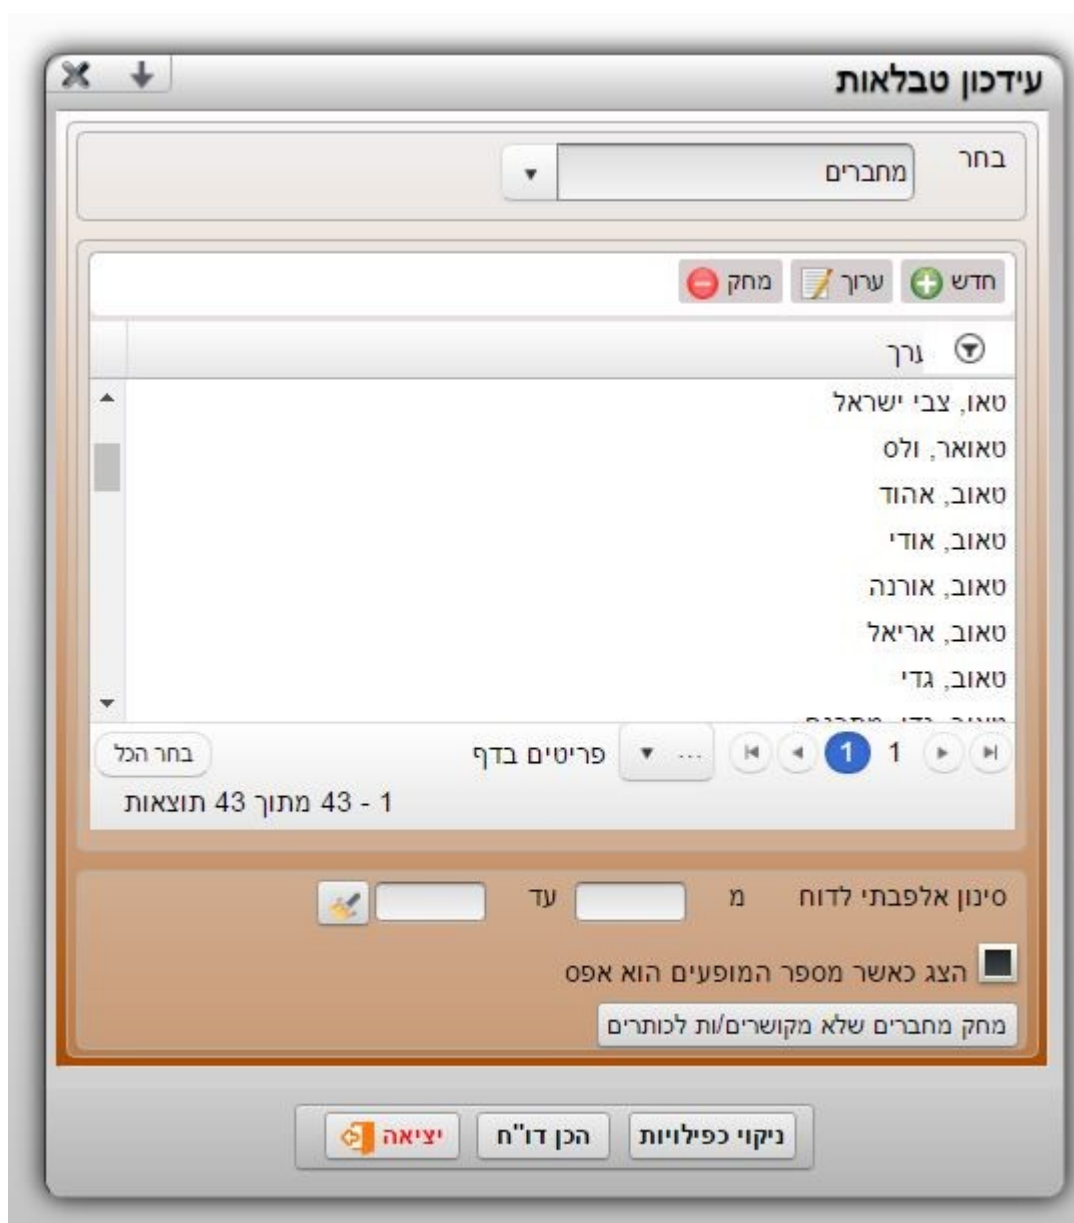 עידכון טבלאות
בחר
מחברים
חדש
ערוך
מחק
ערך
טאו, צבי ישראל
טאואר, ולס
טאוב, אהוד
טאוב, אודי
טאוב, אורנה
טאוב, אריאל
טאוב, גדי
1 1 ... פריטים בדף
בחר הכל
1 - 43 מתוך 43 תוצאות
סינון אלפבתי לדוח מ עד
הצג כאשר מספר המופעים הוא אפס
מחק מחברים שלא מקושרים/ות לכותרים
ניקוי כפילויות
הכן דו"ח
יציאה